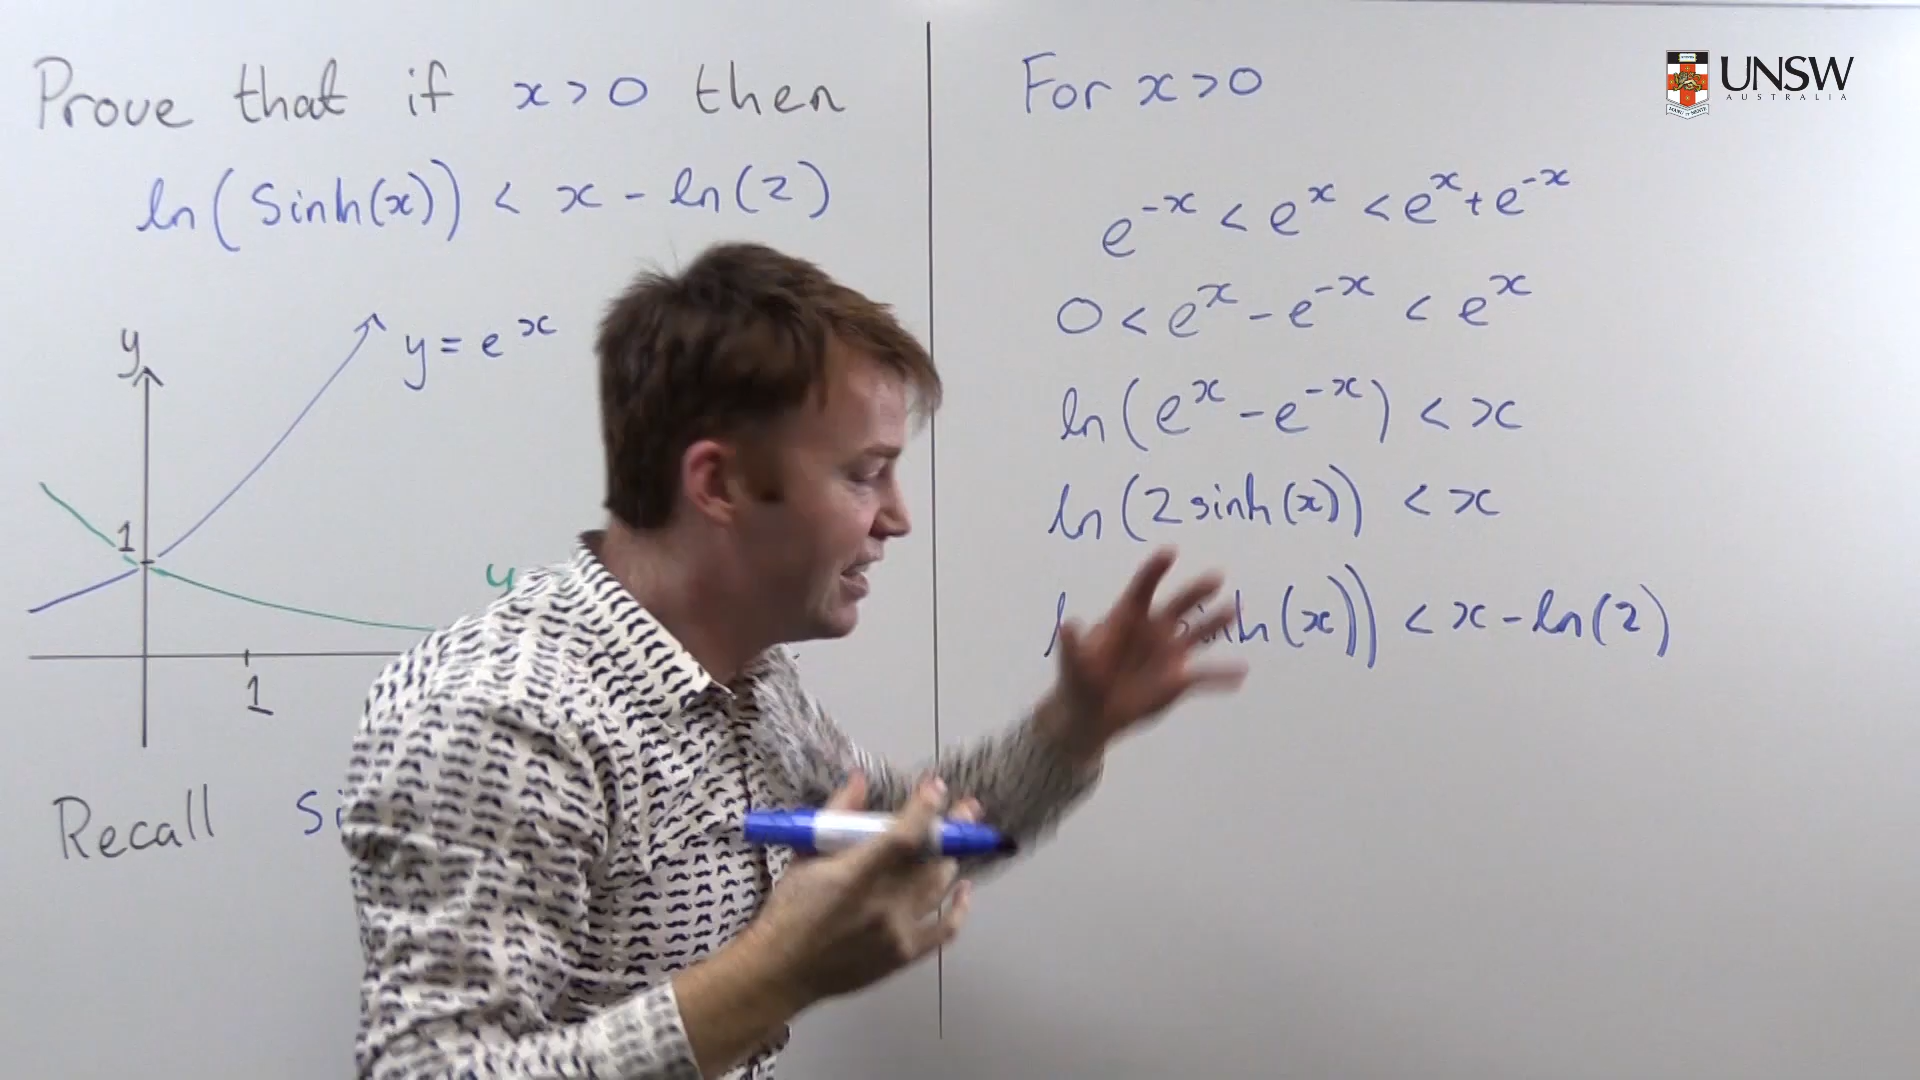 Prove that if x > 0 then
ln(Sinh(x)) < x - ln(2)
y
y = e^x
1
y
1
Recall
For x > 0
e^-x < e^x < e^x + e^-x
0 < e^x - e^-x < e^x
ln(e^x - e^-x) < x
ln(2 sinh(x)) < x
(x)) < x - ln(2)
UNSW
AUSTRALIA